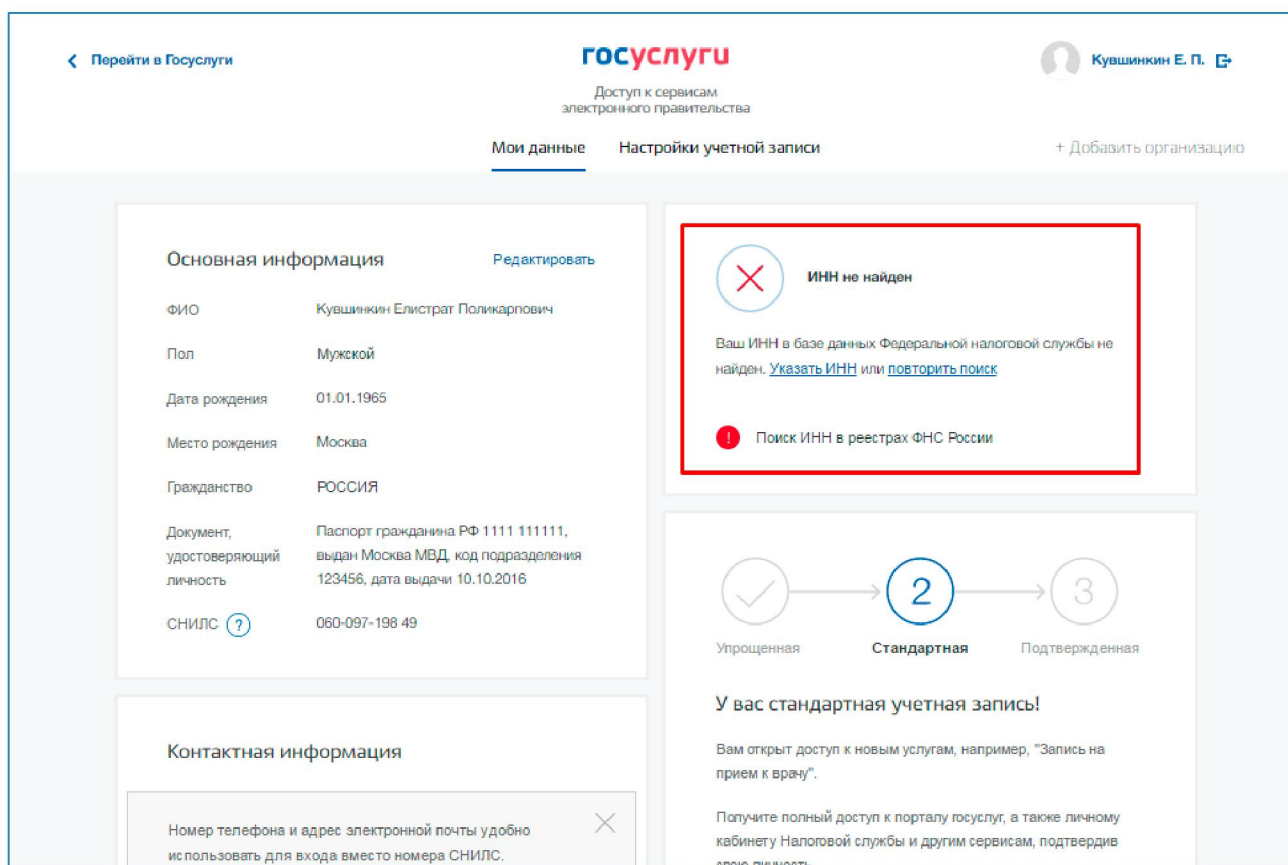 Перейти в Госуслуги
госуслуги
Кувшинкин Е. П.
Доступ к сервисам
электронного правительства
Мои данные
Настройки учетной записи
+ Добавить организацию
Основная информация
Редактировать
ФИО
Кувшинкин Елистрат Поликарпович
Пол
Мужской
Дата рождения
01.01.1965
Место рождения
Москва
Гражданство
РОССИЯ
Документ,
удостоверяющий
личность
Паспорт гражданина РФ 1111 111111,
выдан Москва МВД, код подразделения
123456, дата выдачи 10.10.2016
СНИЛС ?
060-097-198 49
Контактная информация
Номер телефона и адрес электронной почты удобно
использовать для входа вместо номера СНИЛС.
ИНН не найден
Ваш ИНН в базе данных Федеральной налоговой службы не
найден. Указать ИНН или повторить поиск
! Поиск ИНН в реестрах ФНС России
2
3
Упрощенная
Стандартная
Подтвержденная
У вас стандартная учетная запись!
Вам открыт доступ к новым услугам, например, "Запись на
прием к врачу".
Получите полный доступ к порталу госуслуг, а также личному
кабинету Налоговой службы и другим сервисам, подтвердив
свою личность